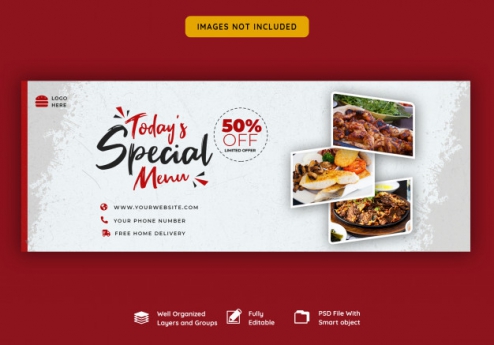 IMAGES NOT INCLUDED
LOGO
HERE
Today's
Special
Menu
50%
OFF
LIMITED OFFER
WWW.YOURWEBSITE.COM
YOUR PHONE NUMBER
FREE HOME DELIVERY
Well Organized
Layers and Groups
Fully
Editable
PSD File With
Smart object